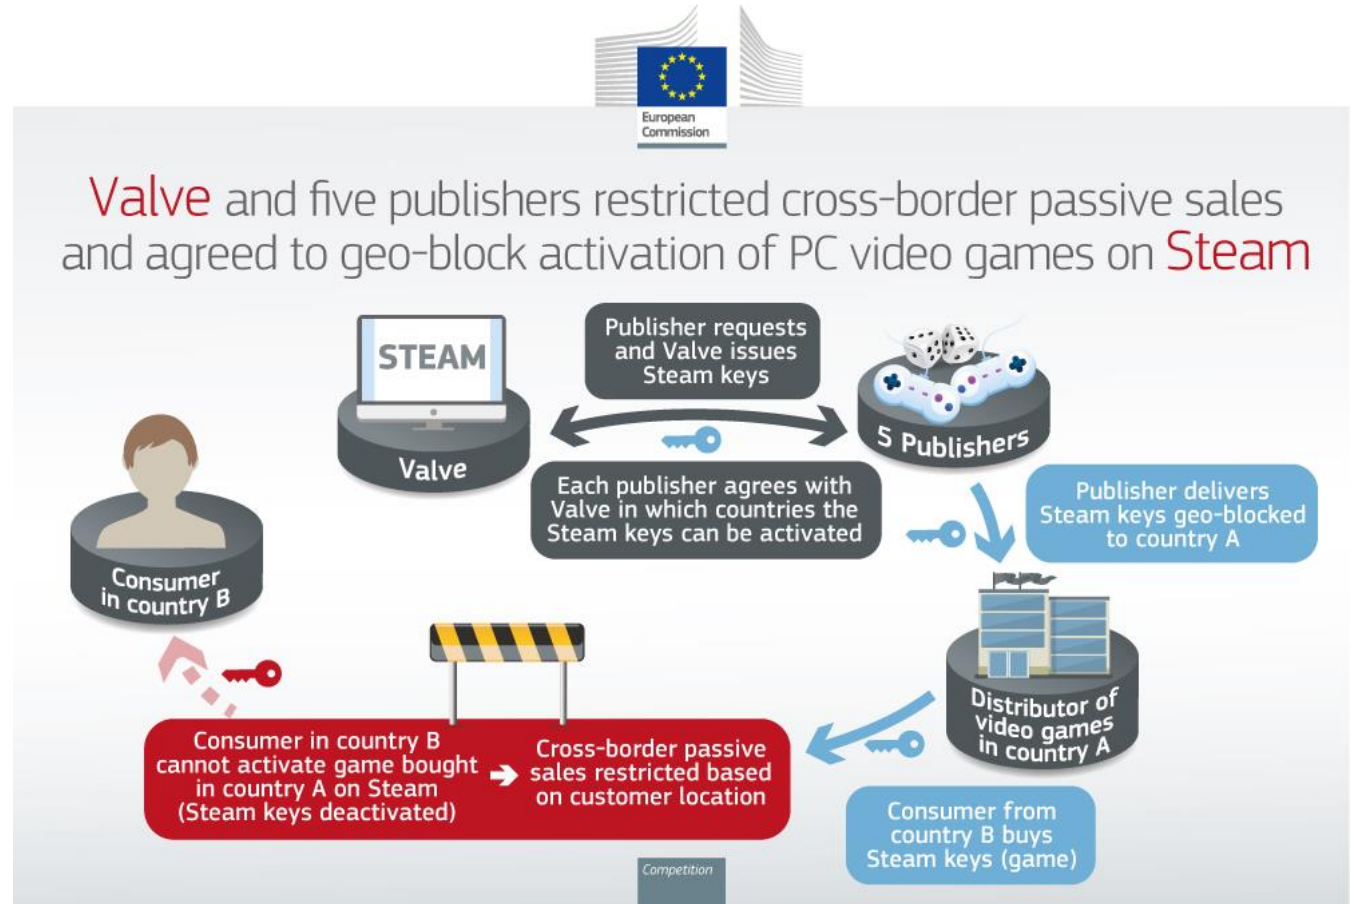 European
Commission
Valve and five publishers restricted cross-border passive sales
and agreed to geo-block activation of PC video games on Steam
STEAM
Valve
Publisher requests
and Valve issues
Steam keys
5 Publishers
Each publisher agrees with
Valve in which countries the
Steam keys can be activated
Publisher delivers
Steam keys geo-blocked
to country A
Consumer
in country B
Distributor of
video games
in country A
Consumer in country B
cannot activate game bought
in country A on Steam
(Steam keys deactivated)
Cross-border passive
sales restricted based
on customer location
Consumer from
country B buys
Steam keys (game)
Competition